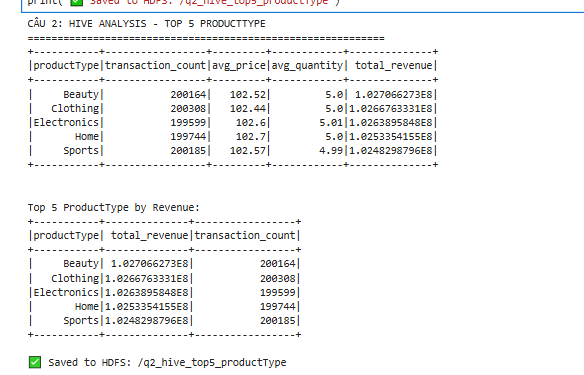 print(" ✅ Saved to HDFS: /q2_hive_top5_productType")
CÂU 2: HIVE ANALYSIS - TOP 5 PRODUCTTYPE
====================================================
+-----------+-----------------+---------+------------+--------------+
|productType|transaction_count|avg_price|avg_quantity| total_revenue|
+-----------+-----------------+---------+------------+--------------+
|     Beauty|           200164|   102.52|         5.0| 1.027066273E8|
|   Clothing|           200308|   102.44|         5.0|1.0266763331E8|
|Electronics|           199599|    102.6|        5.01|1.0263895848E8|
|       Home|           199744|    102.7|         5.0|1.0253354155E8|
|     Sports|           200185|   102.57|        4.99|1.0248298796E8|
+-----------+-----------------+---------+------------+--------------+
Top 5 ProductType by Revenue:
+-----------+--------------+-----------------+
|productType| total_revenue|transaction_count|
+-----------+--------------+-----------------+
|     Beauty| 1.027066273E8|           200164|
|   Clothing|1.0266763331E8|           200308|
|Electronics|1.0263895848E8|           199599|
|       Home|1.0253354155E8|           199744|
|     Sports|1.0248298796E8|           200185|
+-----------+--------------+-----------------+
✅ Saved to HDFS: /q2_hive_top5_productType